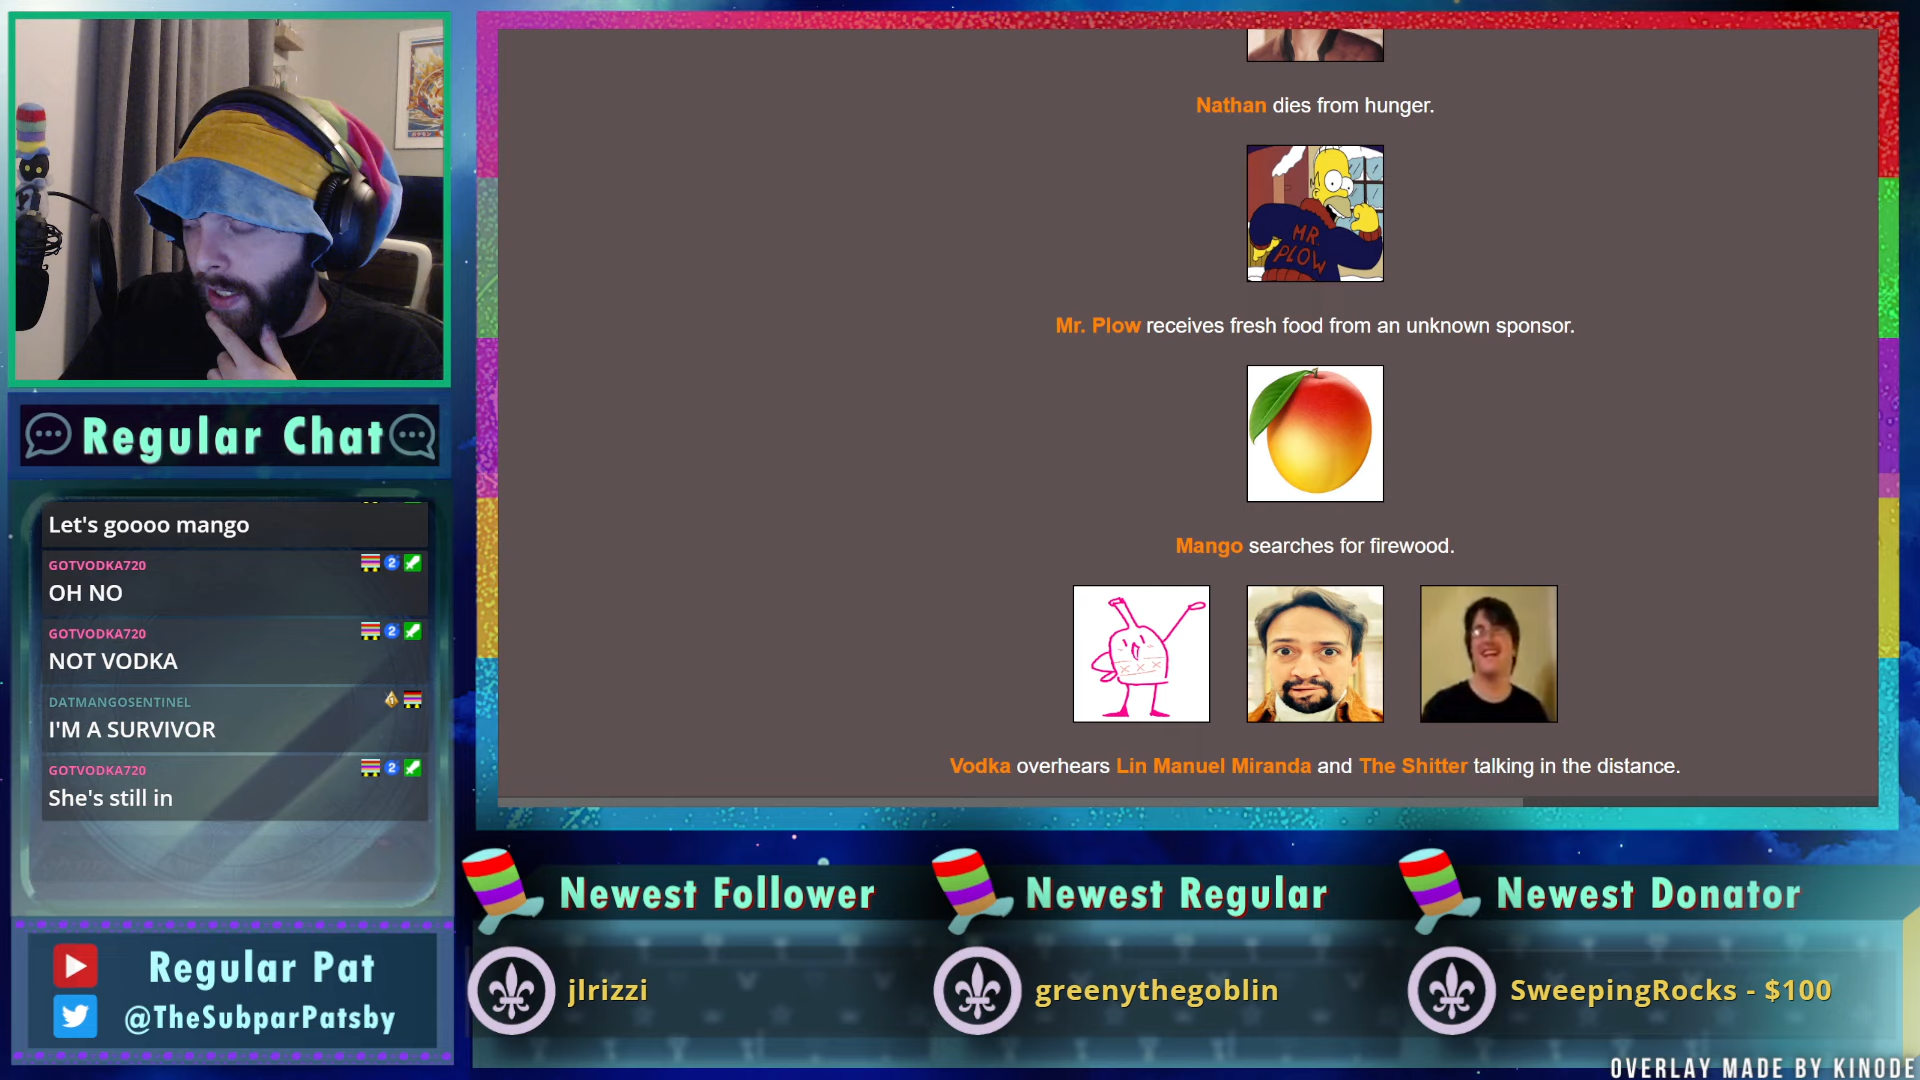 Regular Chat
Let's goooo mango
GOTVODKA720
OH NO
GOTVODKA720
NOT VODKA
DATMANGOSENTINEL
I'M A SURVIVOR
GOTVODKA720
She's still in
Regular Pat
@TheSubparPatsby
Nathan dies from hunger.
MR.
PLOW
Mr. Plow receives fresh food from an unknown sponsor.
Mango searches for firewood.
Vodka overhears Lin Manuel Miranda and The Shitter talking in the distance.
Newest Follower
jlrizzi
Newest Regular
greenythegoblin
Newest Donator
SweepingRocks - $100
OVERLAY MADE BY KINODE